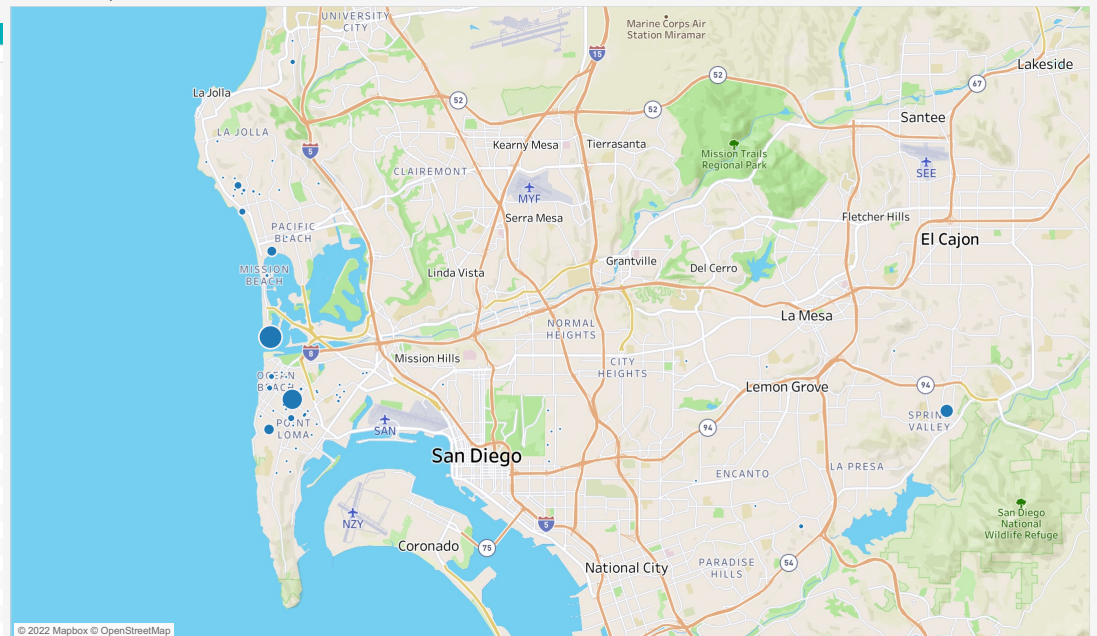 UNIVERSITY
CITY
Marine Corps Air
Station Miramar
15
Lakeside
52
67
La Jolla
52
52
Santee
LA JOLLA
5
Kearny Mesa
Tierrasanta
Mission Trails
Regional Park
CLAIREMONT
SEE
MYF
Serra Mesa
Fletcher Hills
PACIFIC
BEACH
El Cajon
Grantville
Del Cerro
MISSION
BEACH
Linda Vista
La Mesa
NORMAL
HEIGHTS
8
Mission Hills
CITY
HEIGHTS
OCEAN
BEACH
Lemon Grove
94
SPRIN
VALLEY
POINT
LOMA
SAN
94
San Diego
LA PRESA
ENCANTO
San Diego
National
Wildlife Refuge
NZY
5
Coronado
75
National City
PARADISE
HILLS
54
© 2022 Mapbox © OpenStreetMap